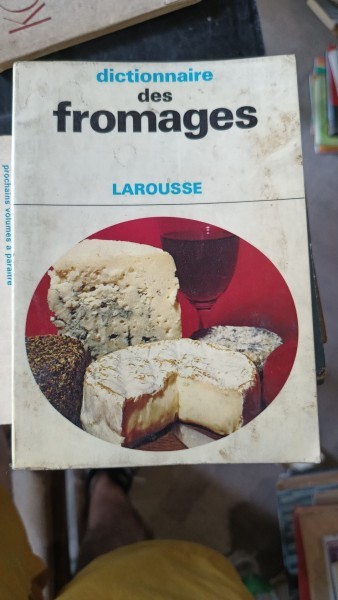 dictionnaire
des
fromages
LAROUSSE
prochains volumes à paraître